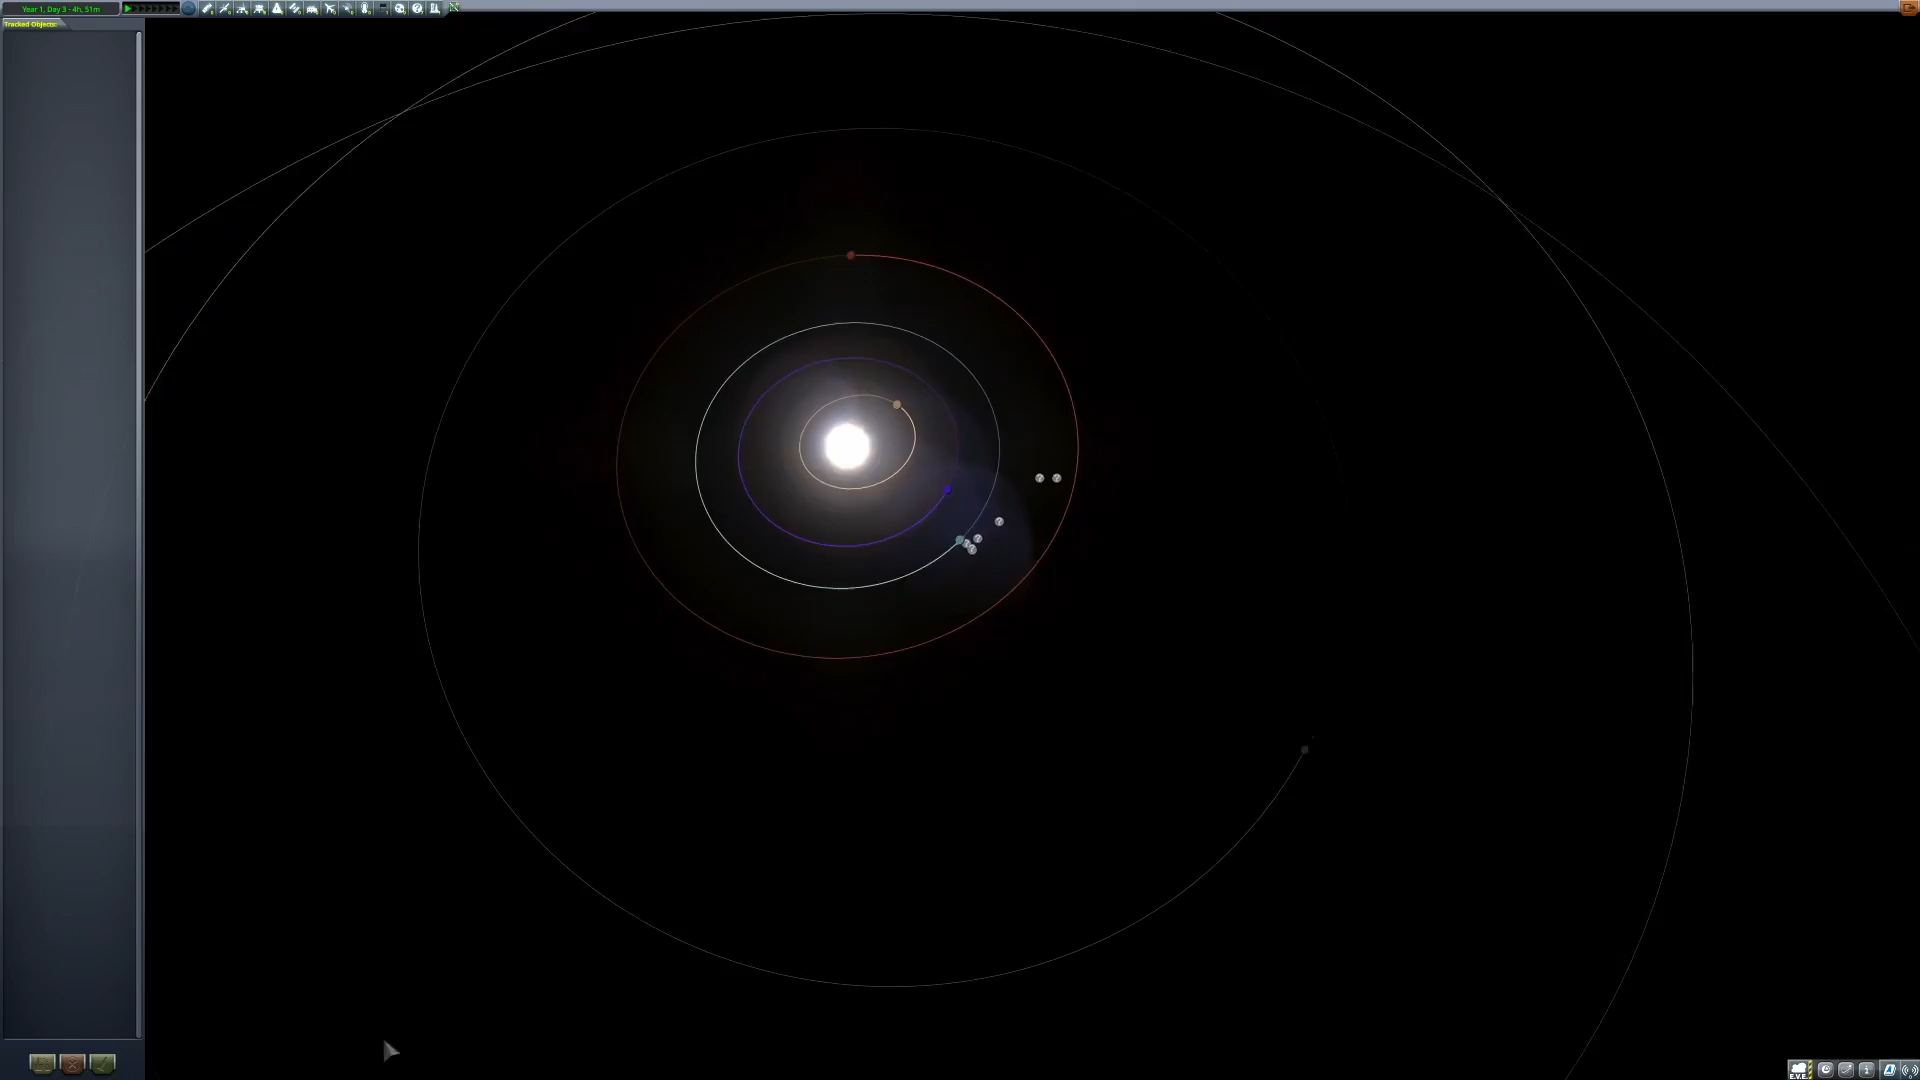 Year 1, Day 3 - 4h, 51m
Tracked Objects:
E.V.E